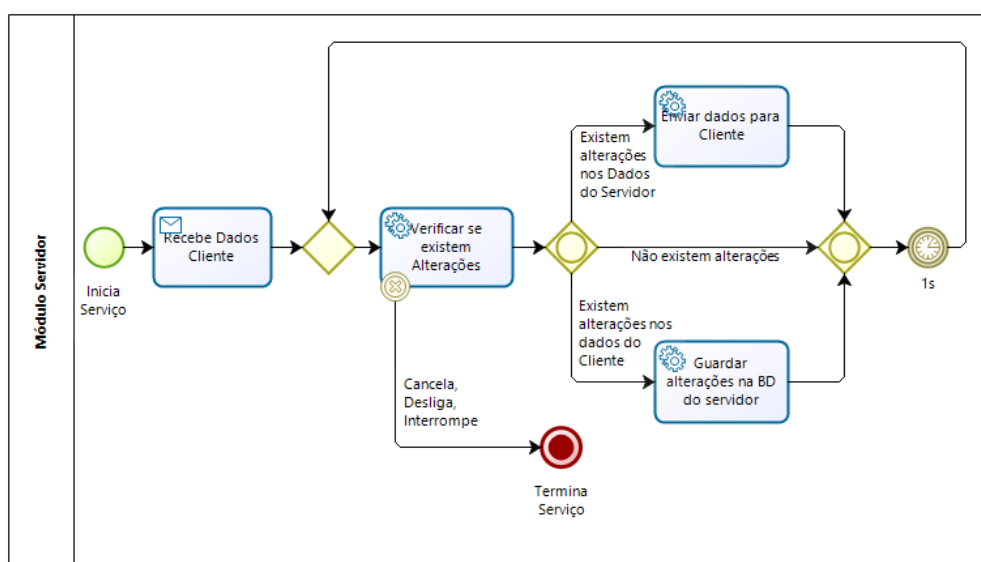 Módulo Servidor
Inicia
Serviço
Recebe Dados
Cliente
Verificar se
existem
Alterações
Cancela,
Desliga,
Interrompe
Termina
Serviço
Existem
alterações
nos Dados
do Servidor
Enviar dados para
Cliente
Não existem alterações
Existem
alterações nos
dados do
Cliente
Guardar
alterações na BD
do servidor
1s